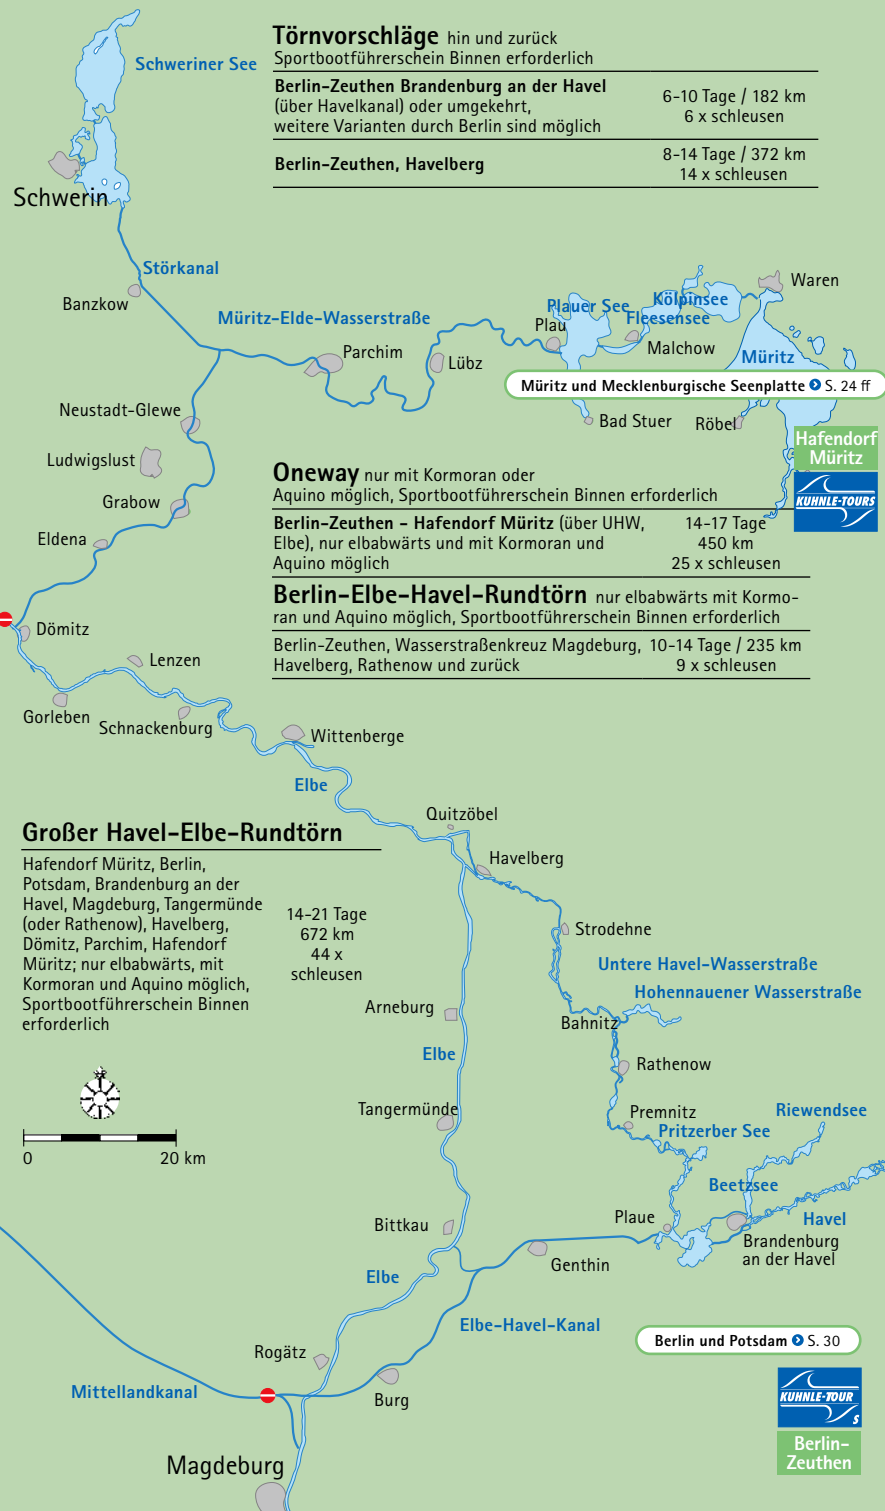 Törnvorschläge hin und zurück
Sportbootführerschein Binnen erforderlich
Berlin-Zeuthen Brandenburg an der Havel
(über Havelkanal) oder umgekehrt,
weitere Varianten durch Berlin sind möglich
6-10 Tage / 182 km
6 x schleusen
Berlin-Zeuthen, Havelberg
8-14 Tage / 372 km
14 x schleusen
Schweriner See
Schwerin
Störkanal
Banzkow
Müritz-Elde-Wasserstraße
Parchim
Lübz
Plau
Plauer See
Fleesensee
Kölpinsee
Waren
Malchow
Müritz
Müritz und Mecklenburgische Seenplatte S. 24 ff
Bad Stuer
Röbel
Hafendorf
Müritz
KUHNLE-TOURS
Neustadt-Glewe
Ludwigslust
Grabow
Eldena
Dömitz
Oneway nur mit Kormoran oder
Aquino möglich, Sportbootführerschein Binnen erforderlich
Berlin-Zeuthen - Hafendorf Müritz (über UHW,
Elbe), nur elbabwärts und mit Kormoran und
Aquino möglich
14-17 Tage
450 km
25 x schleusen
Berlin-Elbe-Havel-Rundtörn nur elbabwärts mit Kormo-
ran und Aquino möglich, Sportbootführerschein Binnen erforderlich
Berlin-Zeuthen, Wasserstraßenkreuz Magdeburg,
Havelberg, Rathenow und zurück
10-14 Tage / 235 km
9 x schleusen
Lenzen
Gorleben
Schnackenburg
Wittenberge
Elbe
Quitzöbel
Havelberg
Großer Havel-Elbe-Rundtörn
Hafendorf Müritz, Berlin,
Potsdam, Brandenburg an der
Havel, Magdeburg, Tangermünde
(oder Rathenow), Havelberg,
Dömitz, Parchim, Hafendorf
Müritz; nur elbabwärts, mit
Kormoran und Aquino möglich,
Sportbootführerschein Binnen
erforderlich
14-21 Tage
672 km
44 x
schleusen
Strodehne
Untere Havel-Wasserstraße
Hohennauener Wasserstraße
Arneburg
Bahnitz
Elbe
Rathenow
Tangermünde
Premnitz
Riewendsee
Pritzerber See
0
20 km
Beetzsee
Bittkau
Plaue
Havel
Brandenburg
an der Havel
Genthin
Elbe
Elbe-Havel-Kanal
Berlin und Potsdam S. 30
Rogätz
Mittellandkanal
Burg
KUHNLE-TOUR
S
Berlin-
Zeuthen
Magdeburg